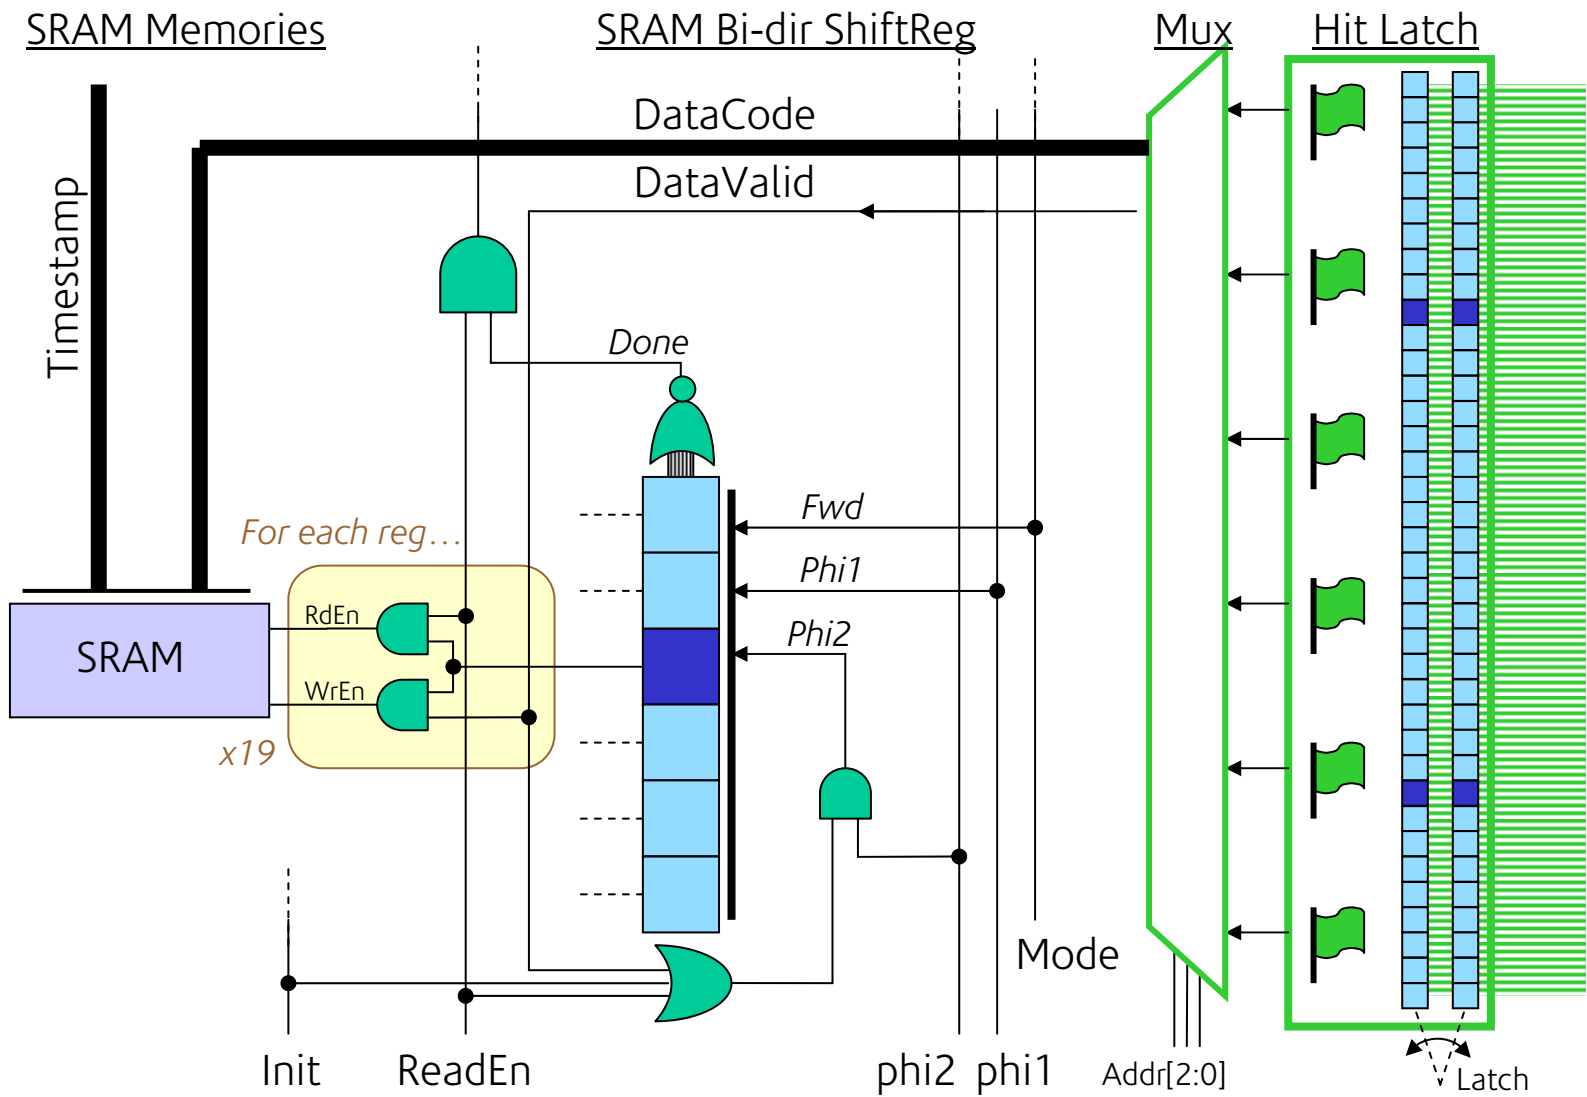 SRAM Memories
SRAM Bi-dir ShiftReg
Mux
Hit Latch
DataCode
DataValid
Timestamp
Done
For each reg...
Fwd
Phi1
Phi2
RdEn
SRAM
WrEn
x19
Mode
Init
ReadEn
phi2
phi1
Addr[2:0]
Latch